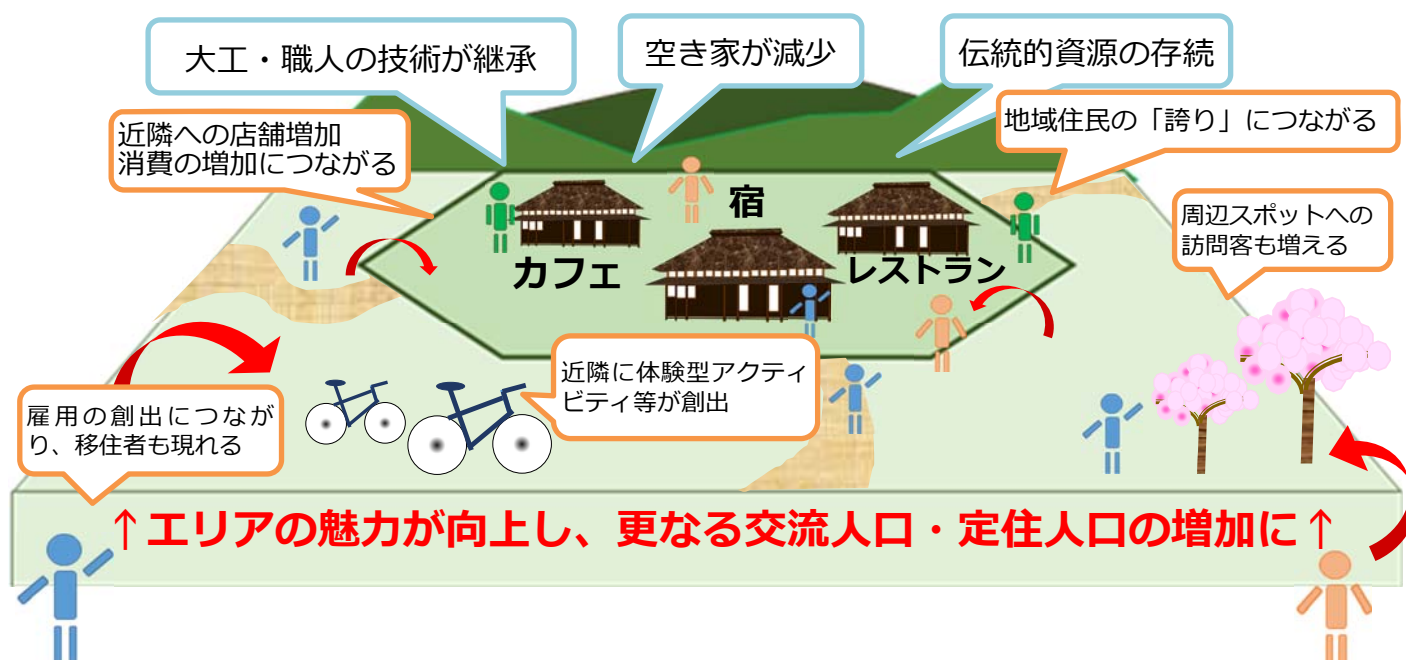 大工・職人の技術が継承
空き家が減少
伝統的資源の存続
近隣への店舗増加
消費の増加につながる
地域住民の「誇り」につながる
周辺スポットへの
訪問客も増える
宿
カフェ
レストラン
近隣に体験型アクティ
ビティ等が創出
雇用の創出につなが
り、移住者も現れる
↑エリアの魅力が向上し、更なる交流人口・定住人口の増加に↑